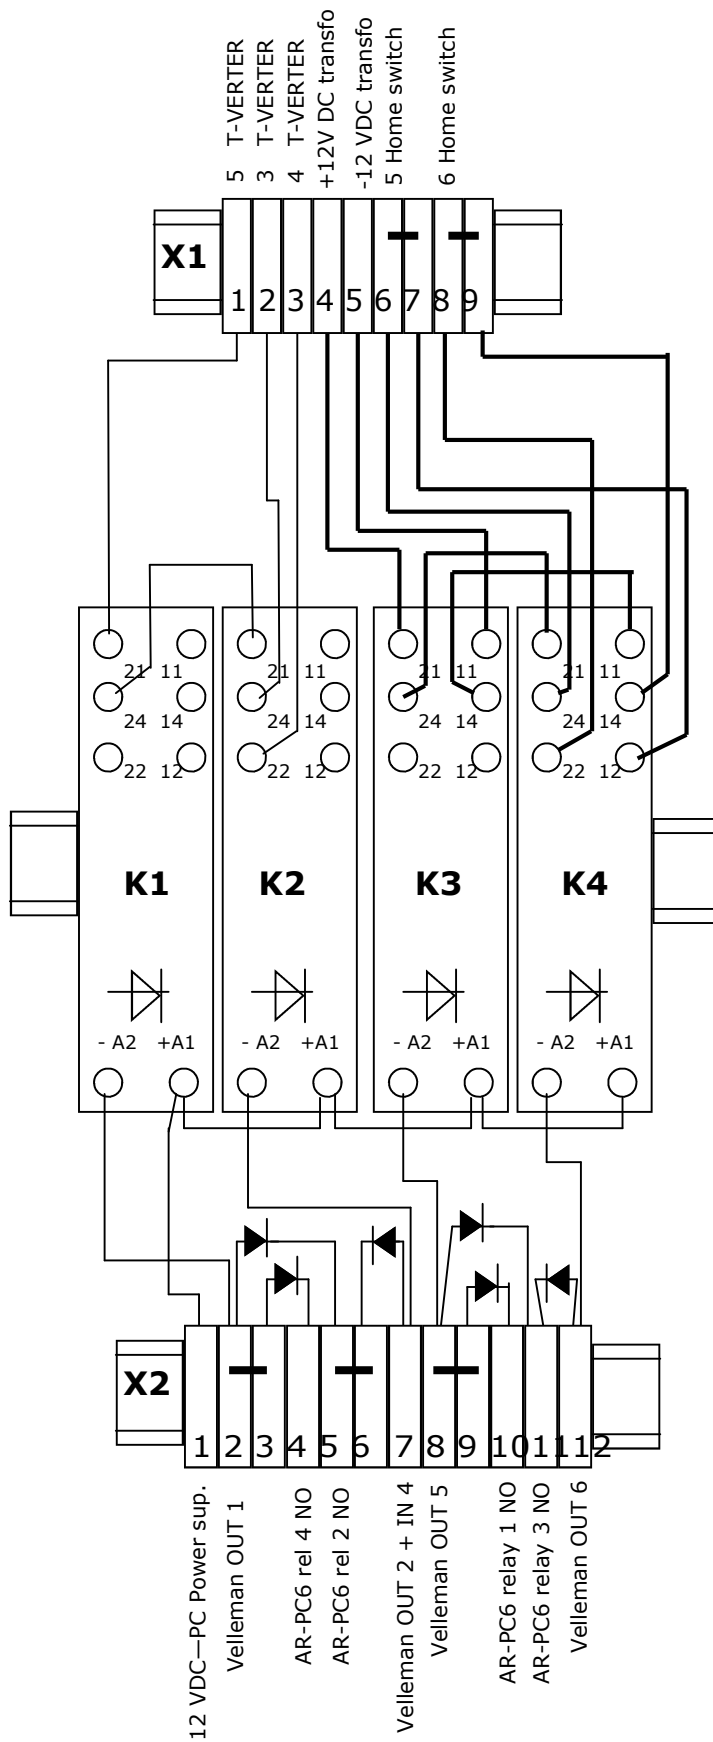 5 T-VERTER
3 T-VERTER
4 T-VERTER
+12V DC transfo
-12 VDC transfo
5 Home switch
6 Home switch
X1
1 2 3 4 5 6 7 8 9
21 11 21 11 21 11 21 11
24 14 24 14 24 14 24 14
22 12 22 12 22 12 22 12
K1 K2 K3 K4
- A2 +A1 - A2 +A1 - A2 +A1 - A2 +A1
X2
1 2 3 4 5 6 7 8 9 10 11 12
12 VDC—PC Power sup.
Velleman OUT 1
AR-PC6 rel 4 NO
AR-PC6 rel 2 NO
Velleman OUT 2 + IN 4
Velleman OUT 5
AR-PC6 relay 1 NO
AR-PC6 relay 3 NO
Velleman OUT 6